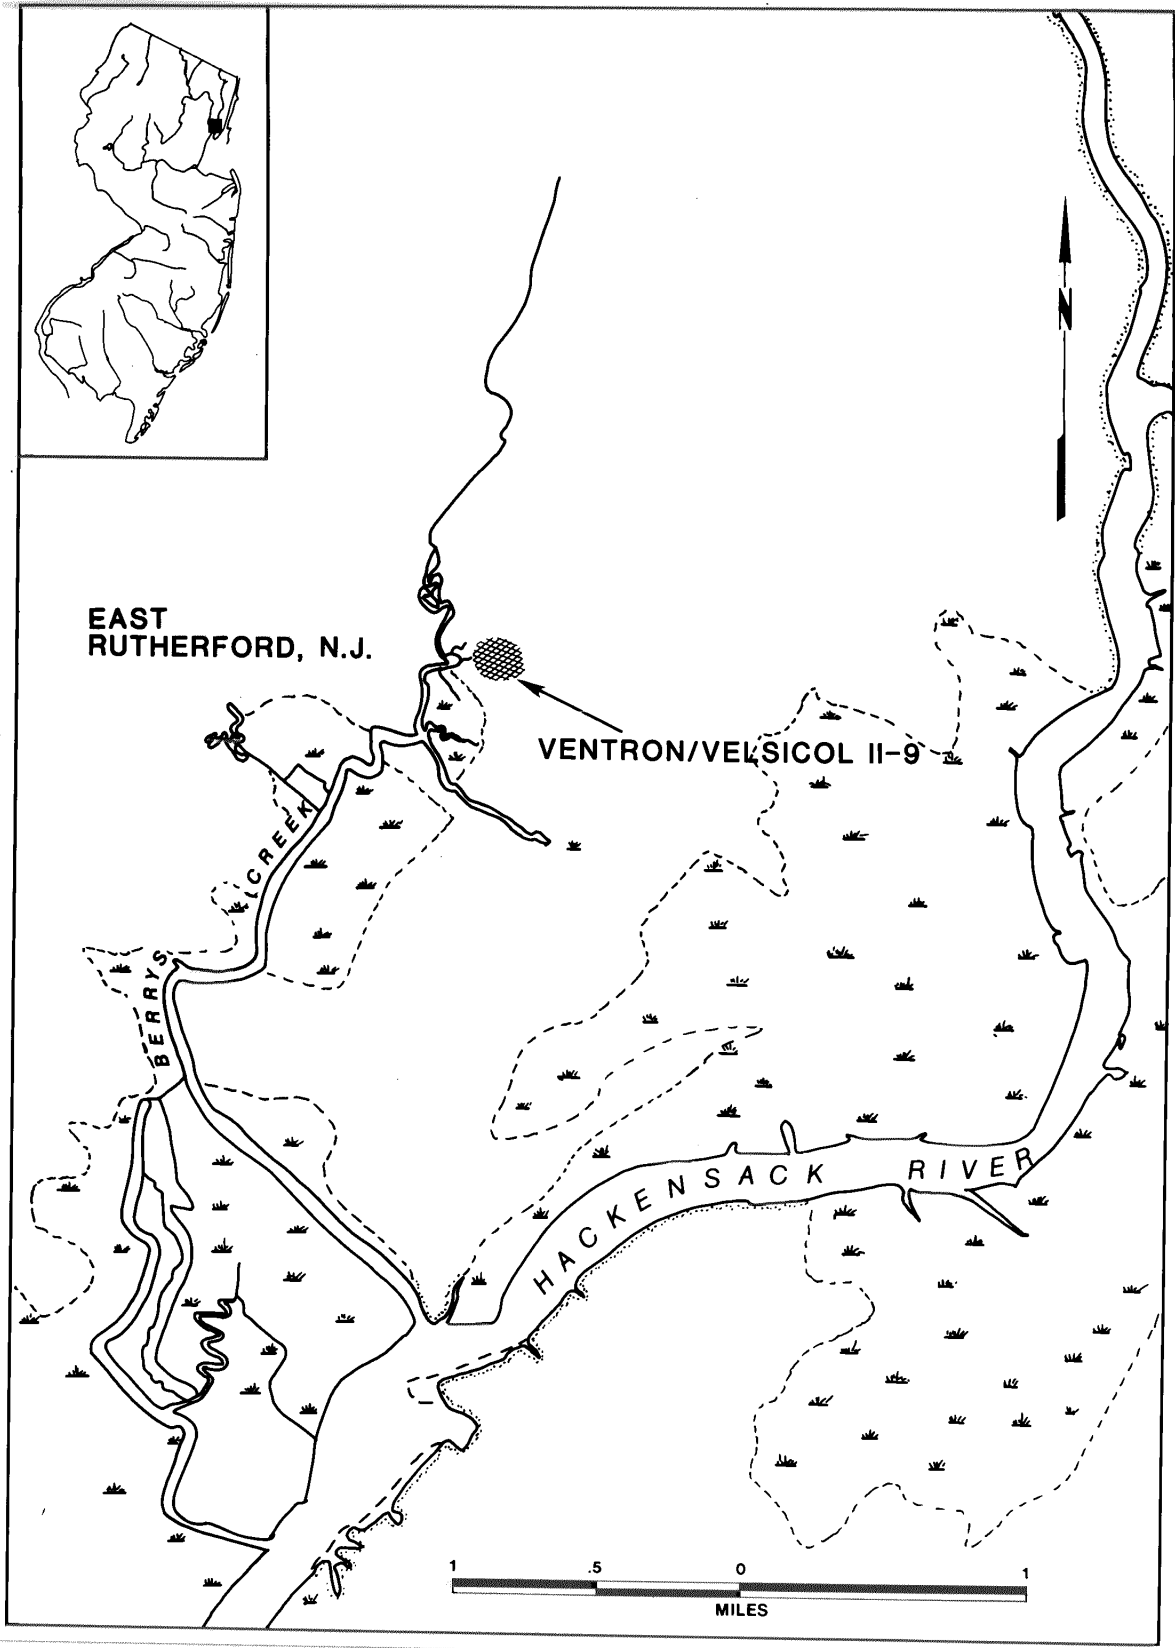 N
EAST
RUTHERFORD, N.J.
VENTRON/VELSICOL II-9
BERRYS CREEK
HACKENSACK RIVER
1 .5 0 1
MILES